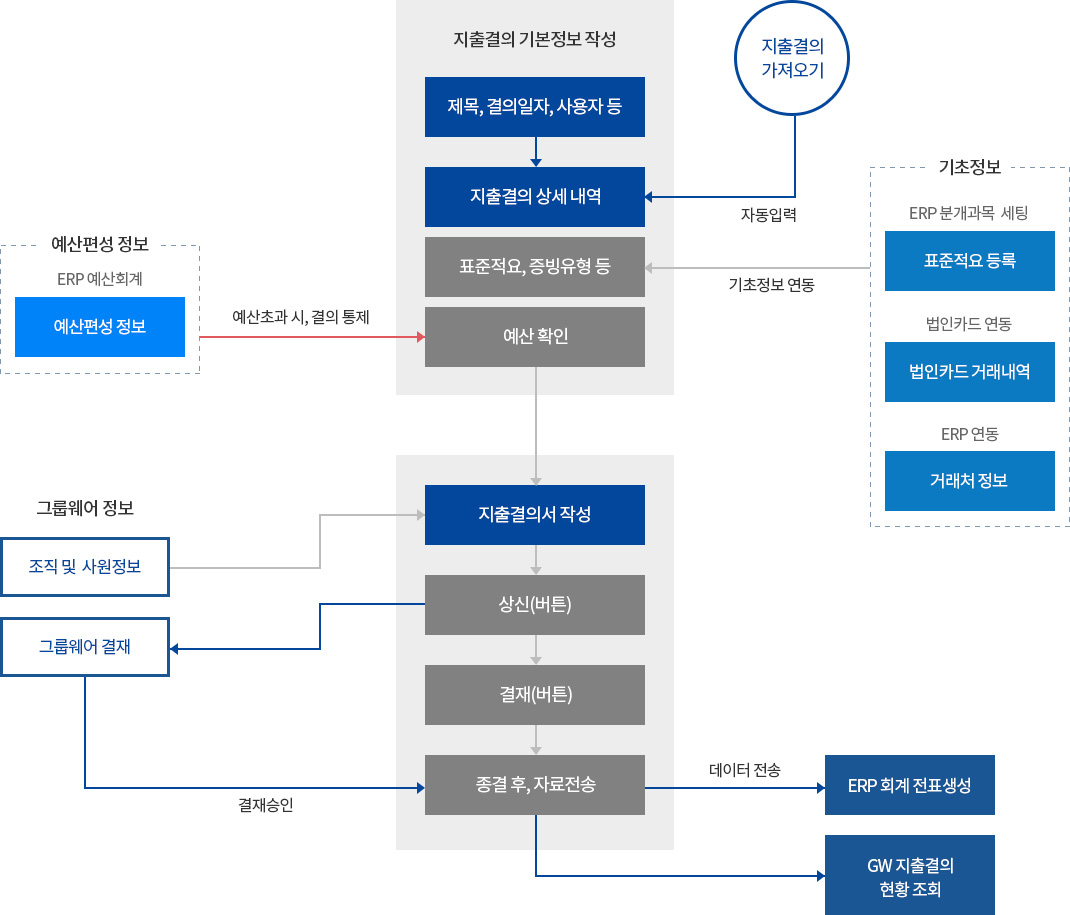 지출결의 기본정보 작성
제목, 결의일자, 사용자 등
지출결의 상세 내역
표준적요, 증빙유형 등
예산 확인
지출결의
가져오기
자동입력
기초정보 연동
기초정보
ERP 분개과목 세팅
표준적요 등록
법인카드 연동
법인카드 거래내역
ERP 연동
거래처 정보
예산편성 정보
ERP 예산회계
예산편성 정보
예산초과 시, 결의 통제
그룹웨어 정보
조직 및 사원정보
그룹웨어 결재
지출결의서 작성
상신(버튼)
결재(버튼)
종결 후, 자료전송
결재승인
데이터 전송
ERP 회계 전표생성
GW 지출결의
현황 조회